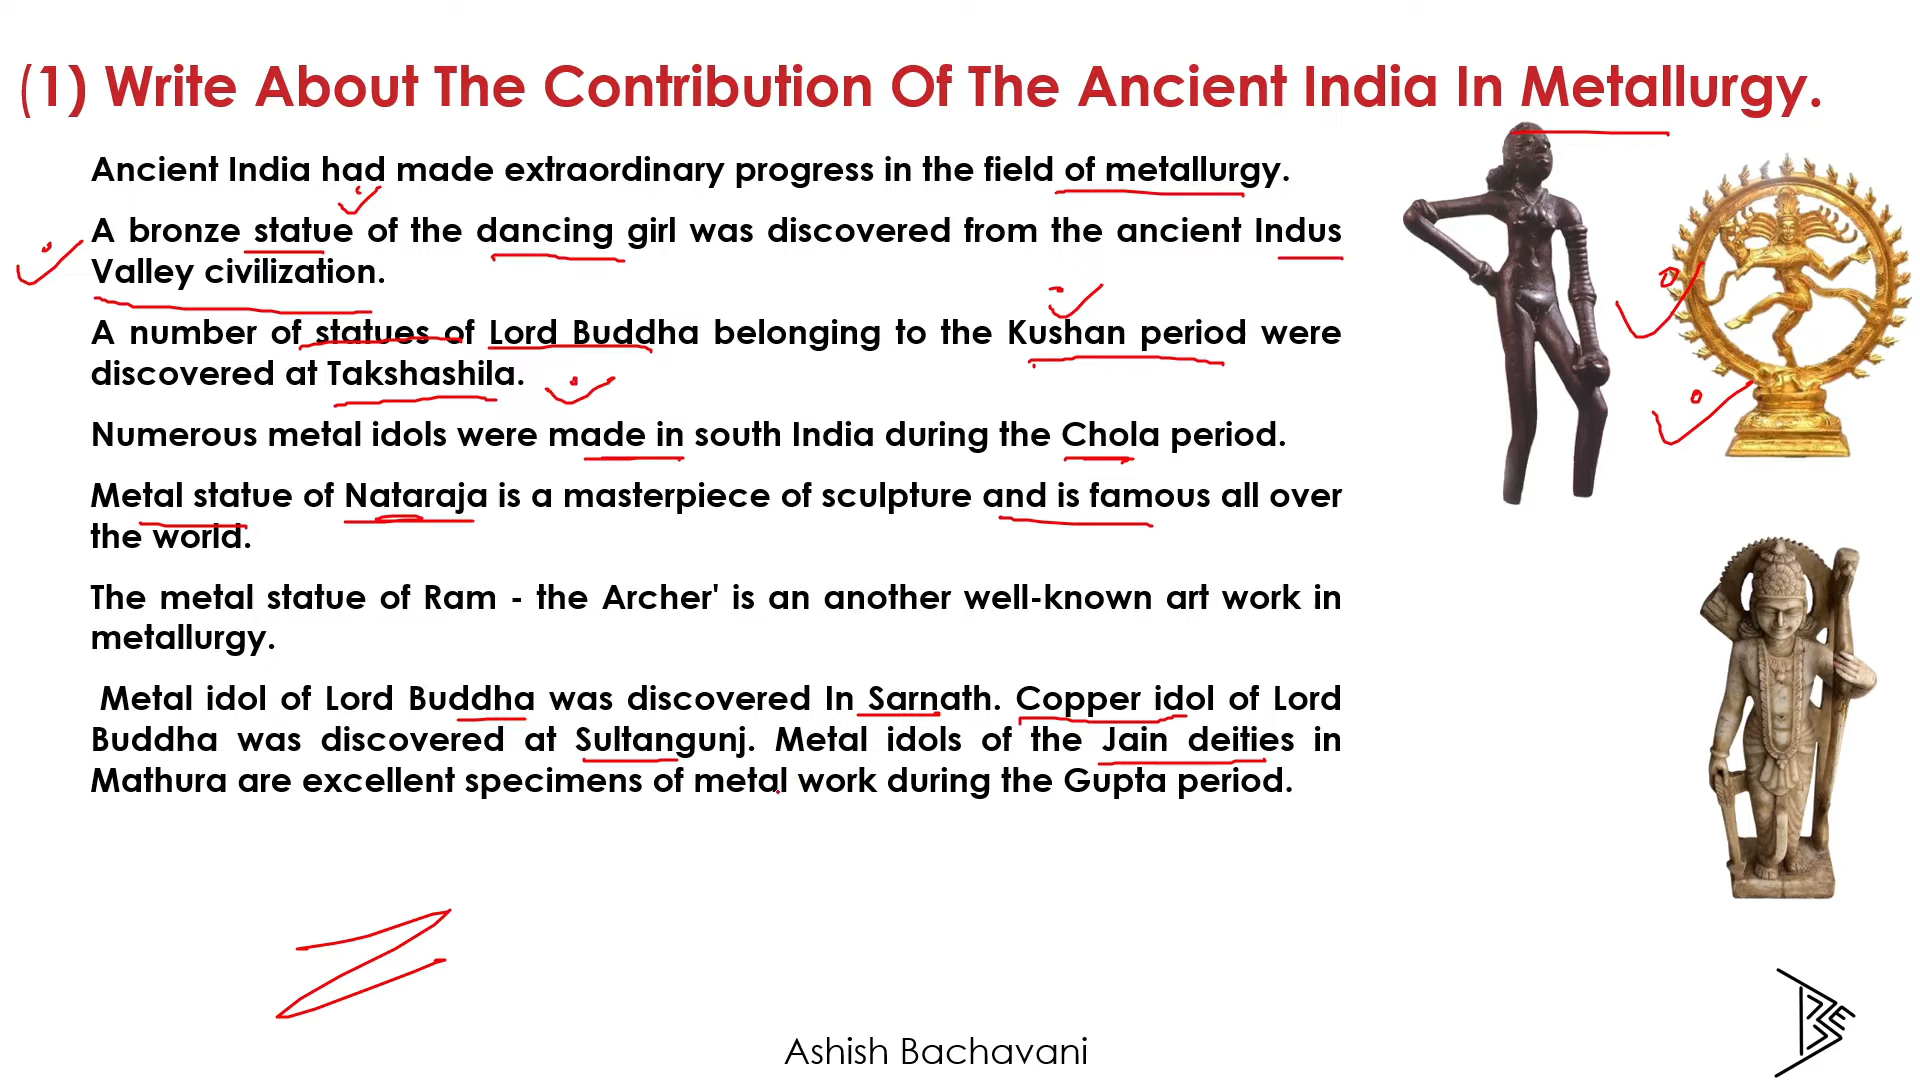 (1) Write About The Contribution Of The Ancient India In Metallurgy.
Ancient India had made extraordinary progress in the field of metallurgy.
A bronze statue of the dancing girl was discovered from the ancient Indus
Valley civilization.
A number of statues of Lord Buddha belonging to the Kushan period were
discovered at Takshashila.
Numerous metal idols were made in south India during the Chola period.
Metal statue of Nataraja is a masterpiece of sculpture and is famous all over
the world.
The metal statue of Ram - the Archer' is an another well-known art work in
metallurgy.
Metal idol of Lord Buddha was discovered In Sarnath. Copper idol of Lord
Buddha was discovered at Sultangunj. Metal idols of the Jain deities in
Mathura are excellent specimens of metal work during the Gupta period.
Ashish Bachavani